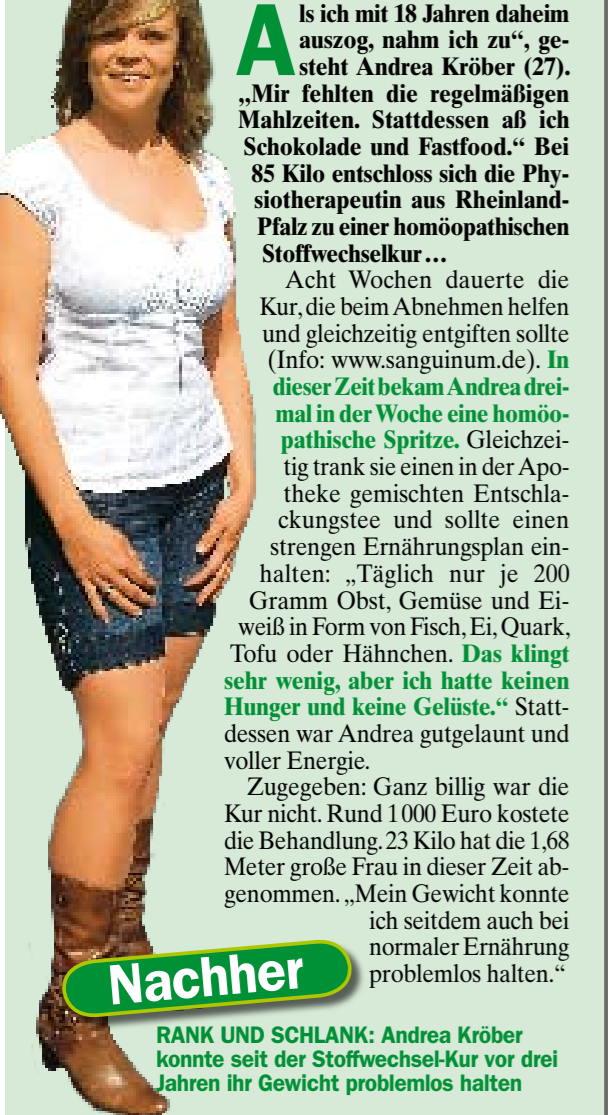 Als ich mit 18 Jahren daheim
auszog, nahm ich zu“, ge-
steht Andrea Kröber (27).
„Mir fehlten die regelmäßigen
Mahlzeiten. Stattdessen aß ich
Schokolade und Fastfood.“ Bei
85 Kilo entschloss sich die Phy-
siotherapeutin aus Rheinland-
Pfalz zu einer homöopathischen
Stoffwechselkur…
Acht Wochen dauerte die
Kur, die beim Abnehmen helfen
und gleichzeitig entgiften sollte
(Info: www.sanguinum.de). In
dieser Zeit bekam Andrea drei-
mal in der Woche eine homöo-
pathische Spritze. Gleichzei-
tig trank sie einen in der Apo-
theke gemischten Entschla-
ckungstee und sollte einen
strengen Ernährungsplan ein-
halten: „Täglich nur je 200
Gramm Obst, Gemüse und Ei-
weiß in Form von Fisch, Ei, Quark,
Tofu oder Hähnchen. Das klingt
sehr wenig, aber ich hatte keinen
Hunger und keine Gelüste.“ Statt-
dessen war Andrea gutgelaunt und
voller Energie.
Zugegeben: Ganz billig war die
Kur nicht. Rund 1000 Euro kostete
die Behandlung. 23 Kilo hat die 1,68
Meter große Frau in dieser Zeit ab-
genommen. „Mein Gewicht konnte
ich seitdem auch bei
normaler Ernährung
problemlos halten.“
Nachher
RANK UND SCHLANK: Andrea Kröber
konnte seit der Stoffwechsel-Kur vor drei
Jahren ihr Gewicht problemlos halten